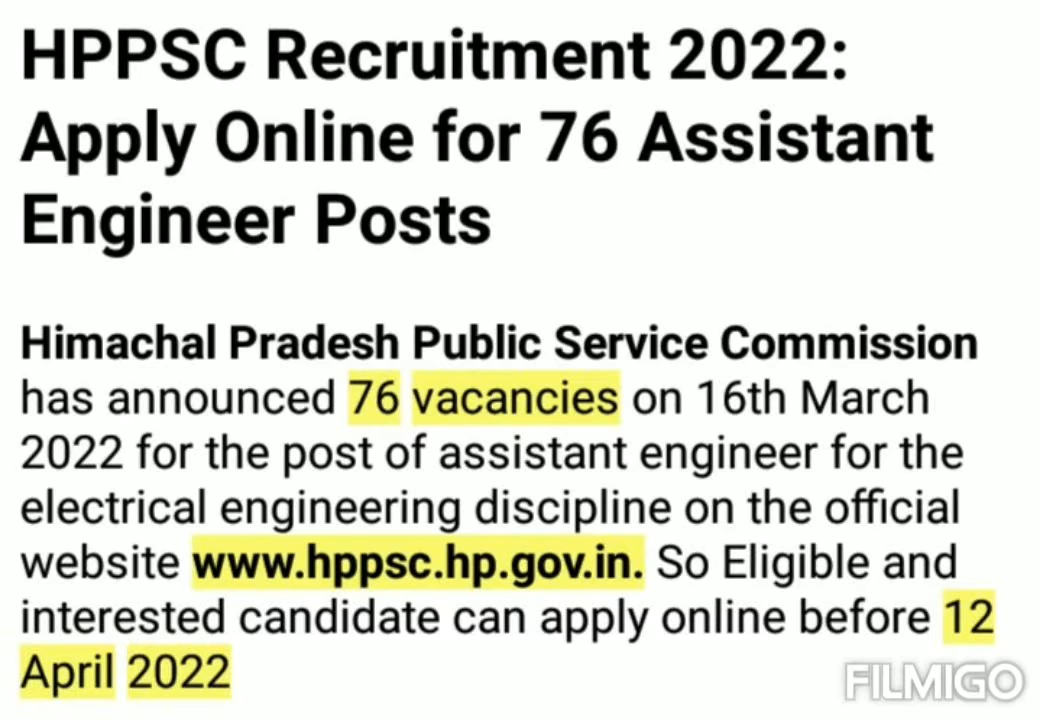 HPPSC Recruitment 2022:
Apply Online for 76 Assistant
Engineer Posts
Himachal Pradesh Public Service Commission
has announced 76 vacancies on 16th March
2022 for the post of assistant engineer for the
electrical engineering discipline on the official
website www.hppsc.hp.gov.in. So Eligible and
interested candidate can apply online before 12
April 2022
FILMIGO